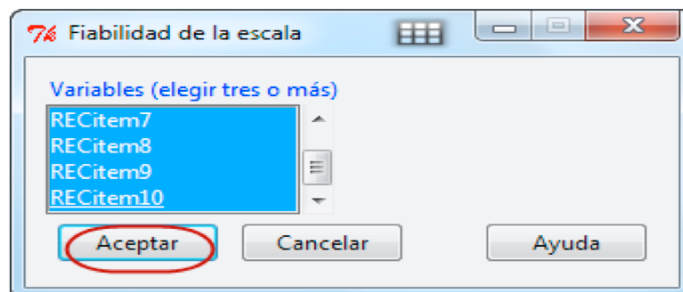 Fiabilidad de la escala
Variables (elegir tres o más)
RECitem7
RECitem8
RECitem9
RECitem10
Aceptar Cancelar Ayuda